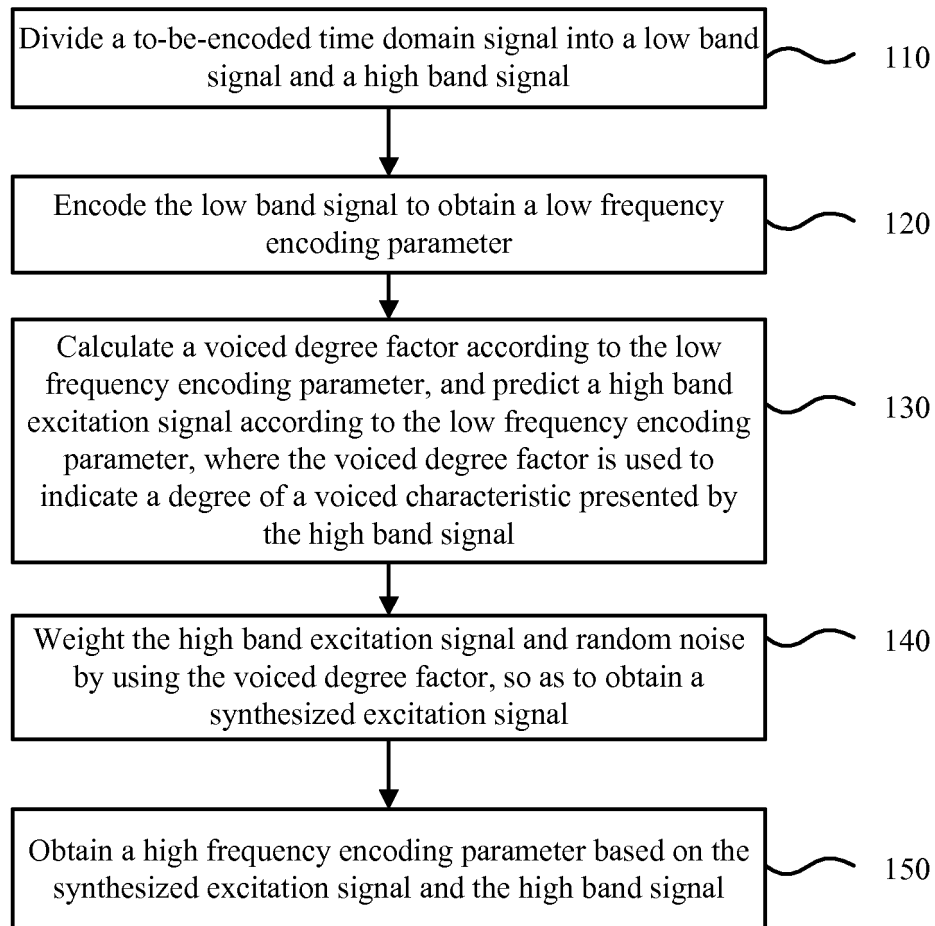 Divide a to-be-encoded time domain signal into a low band
signal and a high band signal
110
Encode the low band signal to obtain a low frequency
encoding parameter
120
Calculate a voiced degree factor according to the low
frequency encoding parameter, and predict a high band
excitation signal according to the low frequency encoding
parameter, where the voiced degree factor is used to
indicate a degree of a voiced characteristic presented by
the high band signal
130
Weight the high band excitation signal and random noise
by using the voiced degree factor, so as to obtain a
synthesized excitation signal
140
Obtain a high frequency encoding parameter based on the
synthesized excitation signal and the high band signal
150